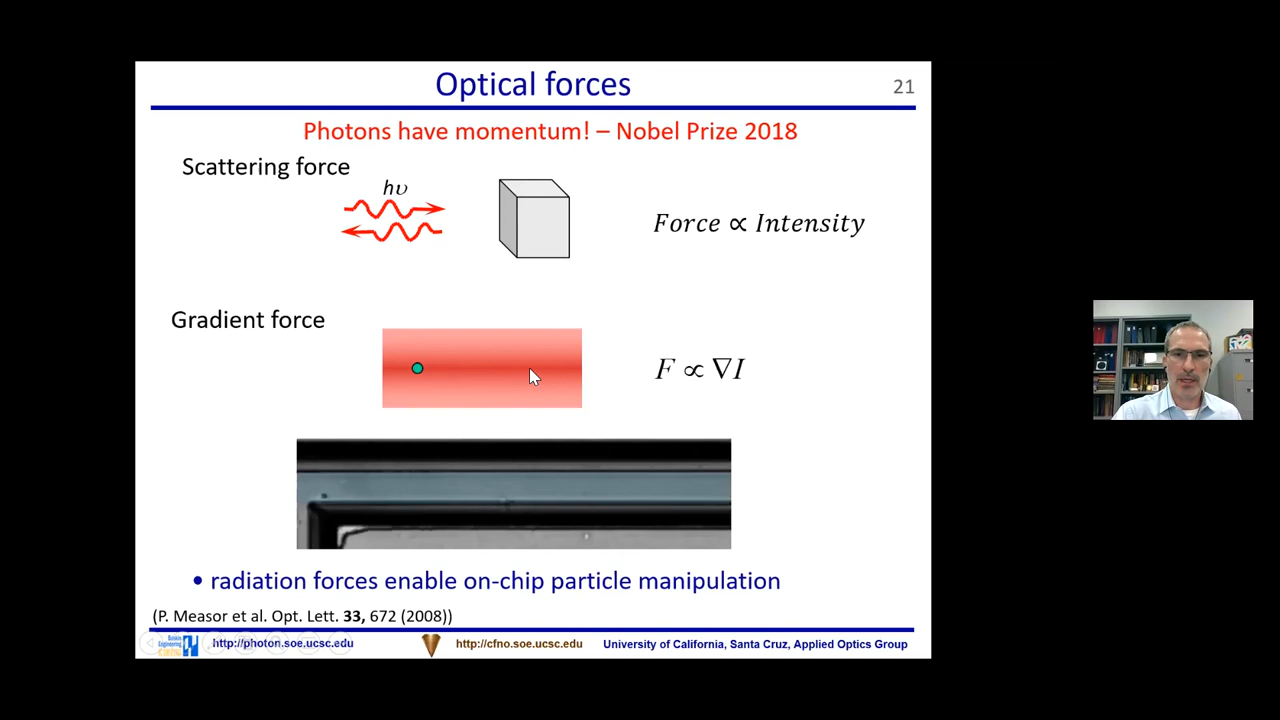 Optical forces
21
Photons have momentum! – Nobel Prize 2018
Scattering force
hυ
Force ∝ Intensity
Gradient force
F ∝ ∇I
• radiation forces enable on-chip particle manipulation
(P. Measor et al. Opt. Lett. 33, 672 (2008))
Baskin
Engineering
http://photon.soe.ucsc.edu
http://cfno.soe.ucsc.edu
University of California, Santa Cruz, Applied Optics Group